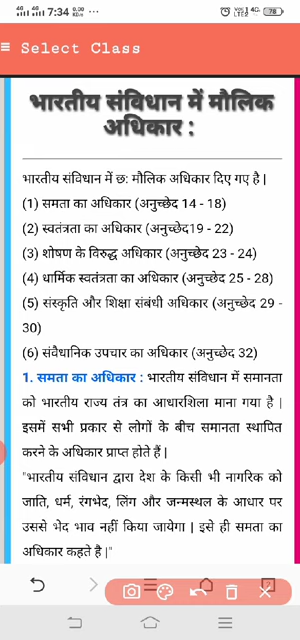 7:34
78
Select Class
भारतीय संविधान में मौलिक
अधिकार :
भारतीय संविधान में छ: मौलिक अधिकार दिए गए है |
(1) समता का अधिकार (अनुच्छेद 14 - 18)
(2) स्वतंत्रता का अधिकार (अनुच्छेद19 - 22)
(3) शोषण के विरुद्ध अधिकार (अनुच्छेद 23 - 24)
(4) धार्मिक स्वतंत्रता का अधिकार (अनुच्छेद 25 - 28)
(5) संस्कृति और शिक्षा संबंधी अधिकार (अनुच्छेद 29 -
30)
(6) संवैधानिक उपचार का अधिकार (अनुच्छेद 32)
1. समता का अधिकार : भारतीय संविधान में समानता
को भारतीय राज्य तंत्र का आधारशिला माना गया है |
इसमें सभी प्रकार से लोगों के बीच समानता स्थापित
करने के अधिकार प्राप्त होते हैं |
"भारतीय संविधान द्वारा देश के किसी भी नागरिक को
जाति, धर्म, रंगभेद, लिंग और जन्मस्थल के आधार पर
उससे भेद भाव नहीं किया जायेगा | इसे ही समता का
अधिकार कहते है |"